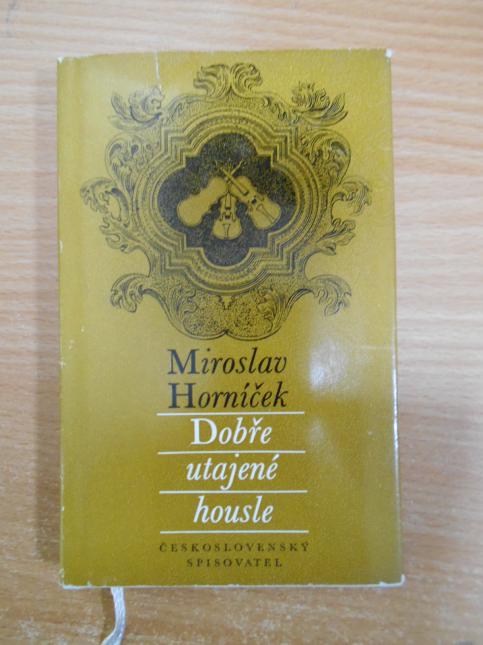 Miroslav
Horníček
Dobře
utajené
housle
ČESKOSLOVENSKÝ
SPISOVATEL